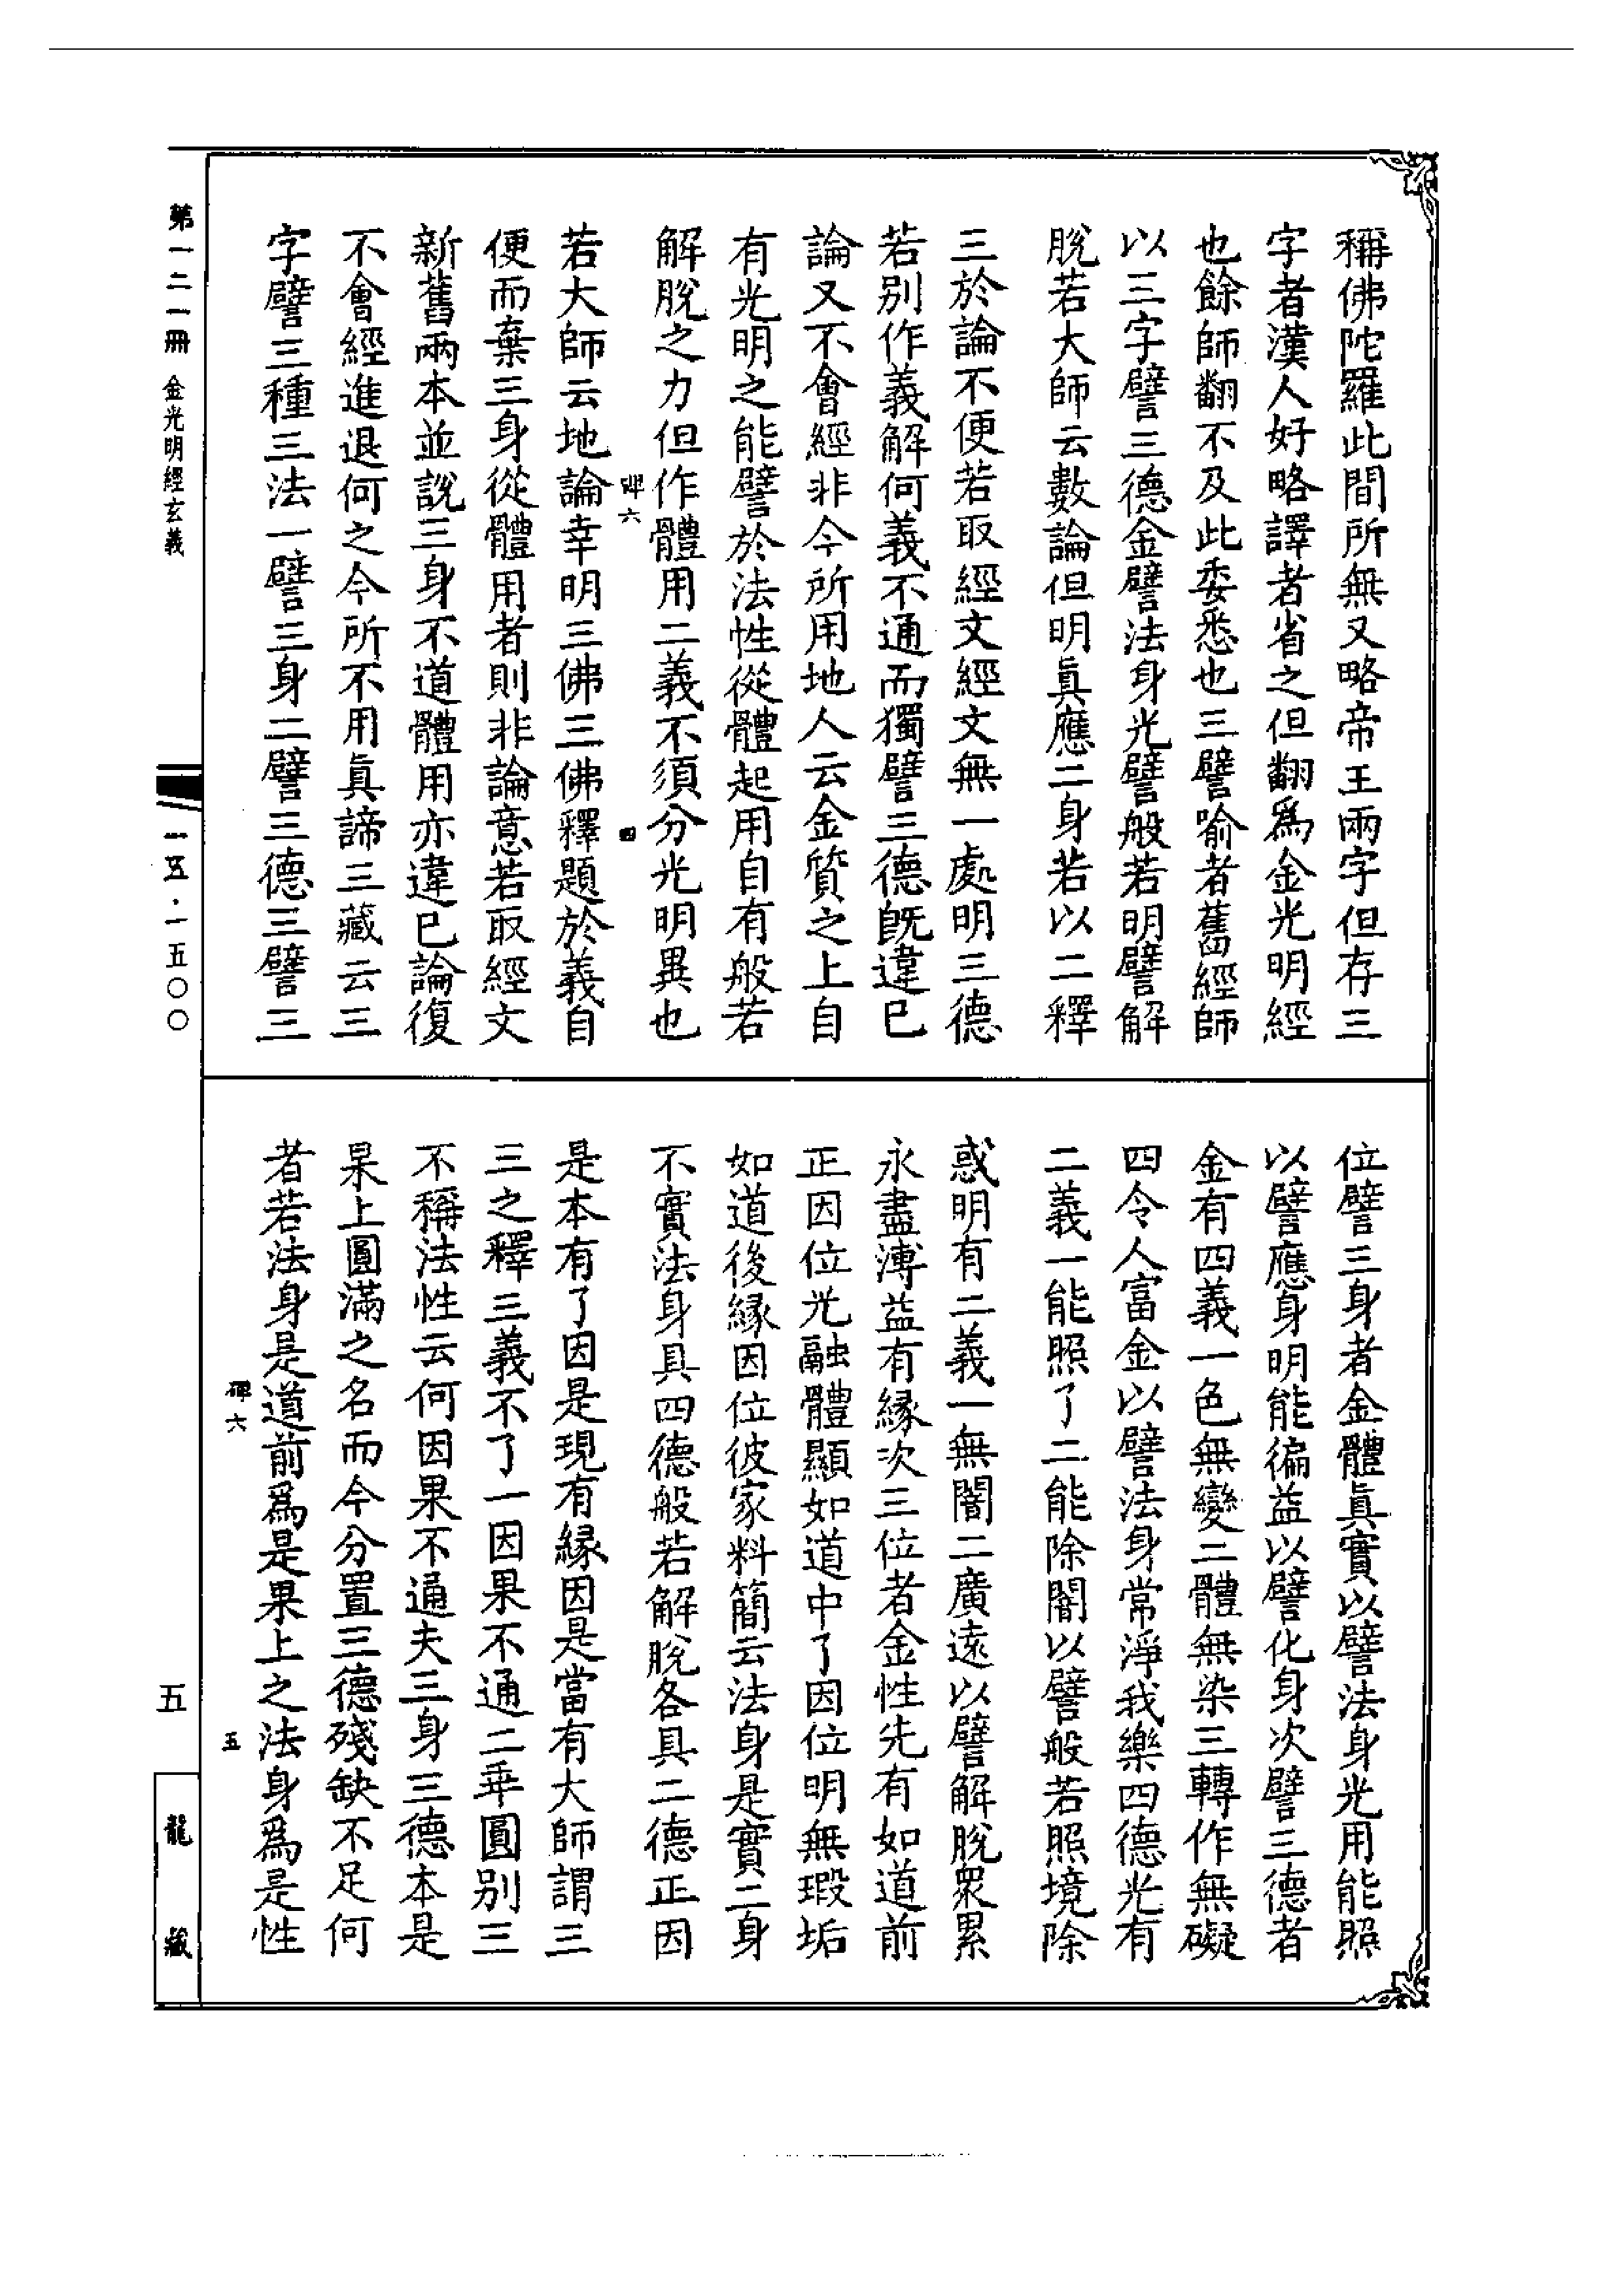 稱佛陀羅此間所無又略帝王兩字但存三
字者漢人好略譯者省之但翻爲金光明經
也餘師翻不及此委悉也三譬喻者舊經師
以三字譬三德金譬法身光譬般若明譬解
脫若大師云數論但明眞應二身若以二釋
三於論不便若取經文經文無一處明三德
若別作義解何義不通而獨譬三德旣違已
論又不會經非今所用地人云金質之上自
有光明之能譬於法性從體起用自有般若
解脫之力但作體用二義不須分光明異也
碑六
四
若大師云地論幸明三佛三佛釋題於義自
便而棄三身從體用者則非論意若取經文
新舊兩本並說三身不道體用亦違已論復
不會經進退何之今所不用眞諦三藏云三
字譬三種三法一譬三身二譬三德三譬三
位譬三身者金體眞實以譬法身光用能照
以譬應身明能徧益以譬化身次譬三德者
金有四義一色無變二體無染三轉作無礙
四令人富金以譬法身常淨我樂四德光有
二義一能照了二能除闇以譬般若照境除
惑明有二義一無闇二廣遠以譬解脫衆累
永盡溥益有緣次三位者金性先有如道前
正因位光融體顯如道中了因位明無瑕垢
如道後緣因位彼家料簡云法身是實二身
不實法身具四德般若解脫各具二德正因
是本有了因是現有緣因是當有大師謂三
三之釋三義不了一因果不通二乖圓別三
不稱法性云何因果不通夫三身三德本是
果上圓滿之名而今分置三德殘缺不足何
者若法身是道前爲是果上之法身爲是性
碑六
五
第一二一冊 金光明經玄義
一五·一五〇〇
五
龍藏